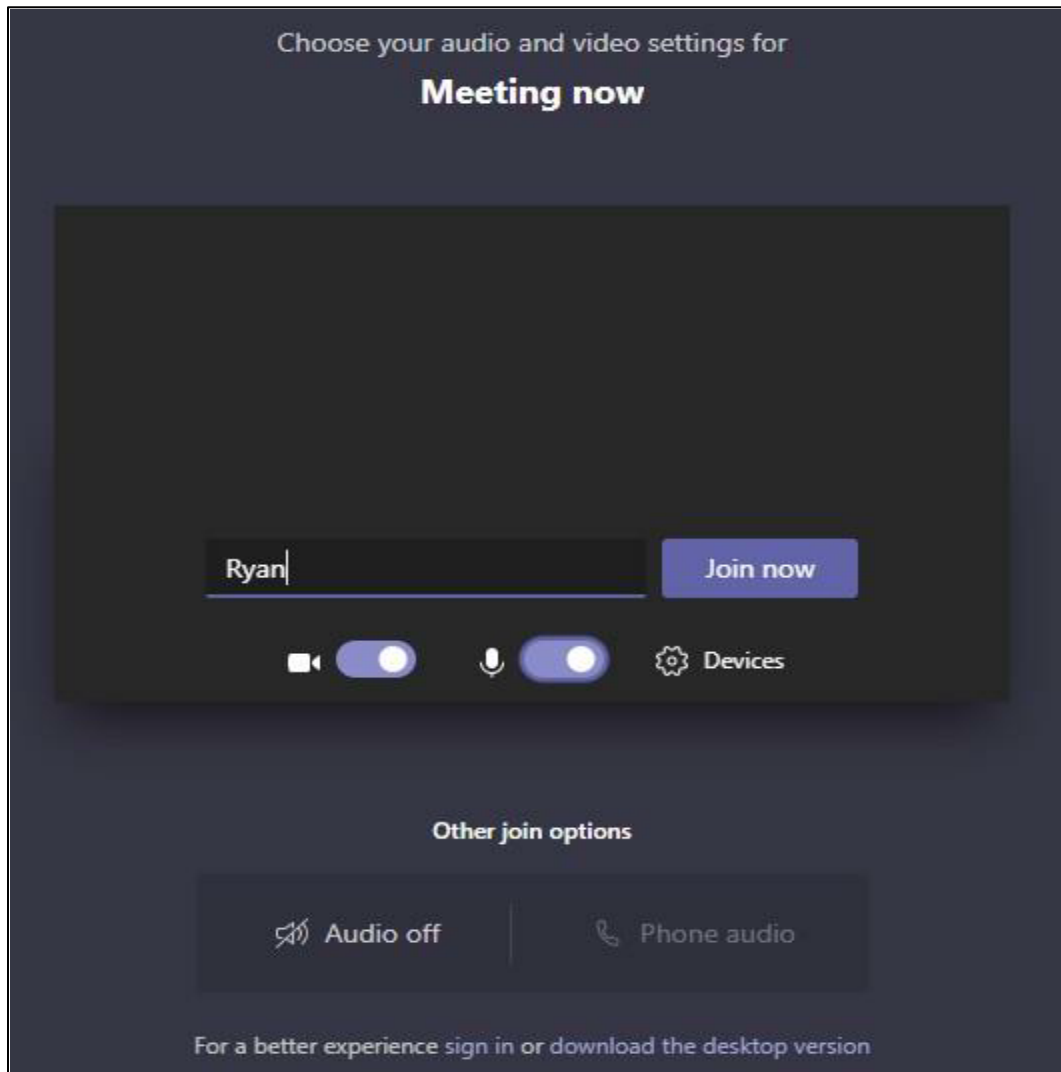 Choose your audio and video settings for
Meeting now
Ryan
Join now
Devices
Other join options
Audio off
Phone audio
For a better experience sign in or download the desktop version